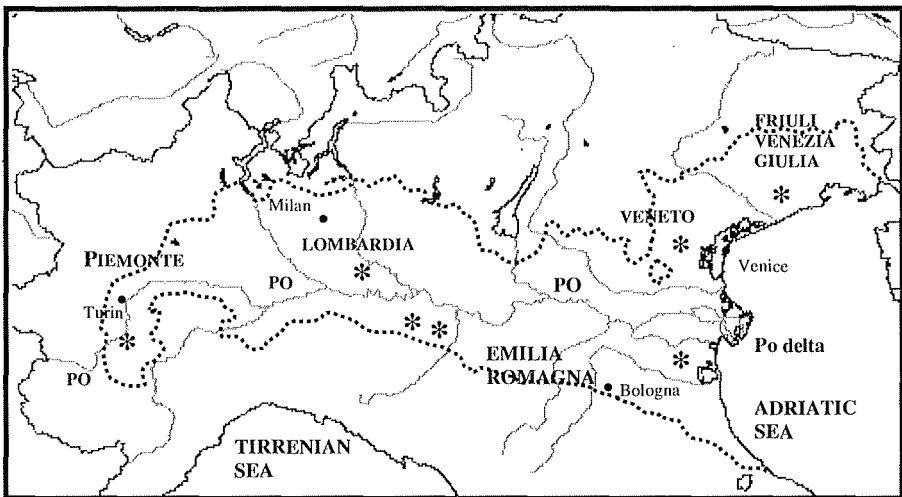 FRIULI
VENEZIA
GIULIA
Milan
VENETO
LOMBARDIA
PIEMONTE
Venice
PO
PO
Turin
Po delta
EMILIA
ROMAGNA
PO
Bologna
ADRIATIC
SEA
TIRRENIAN
SEA